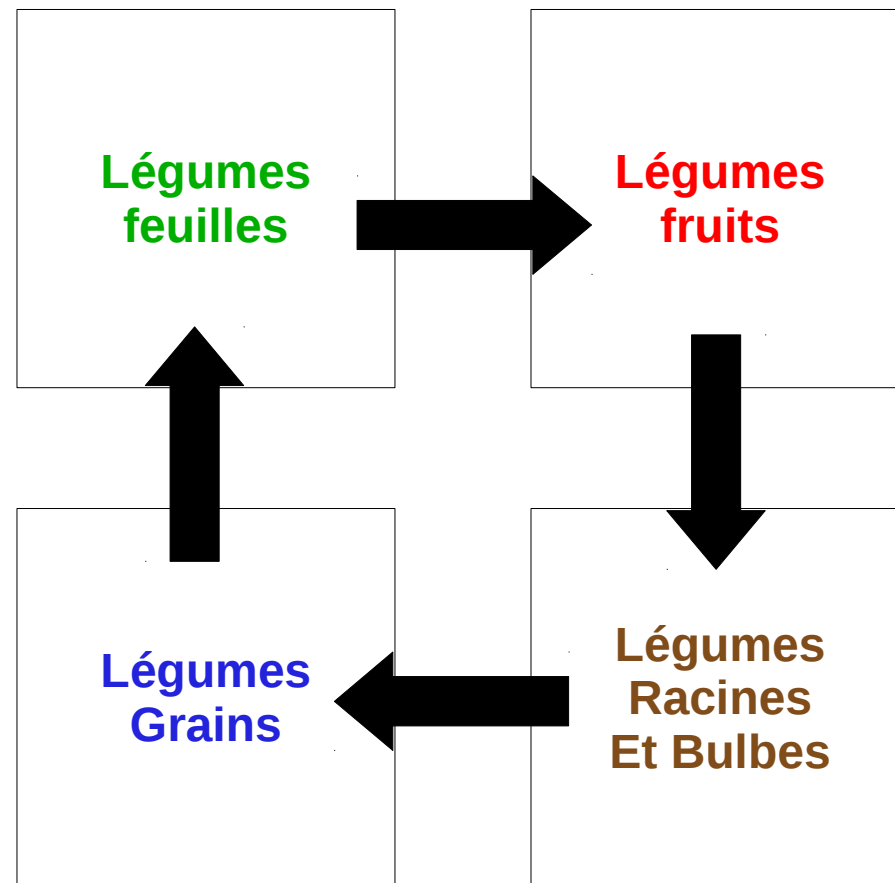 Légumes
feuilles
Légumes
fruits
Légumes
Grains
Légumes
Racines
Et Bulbes